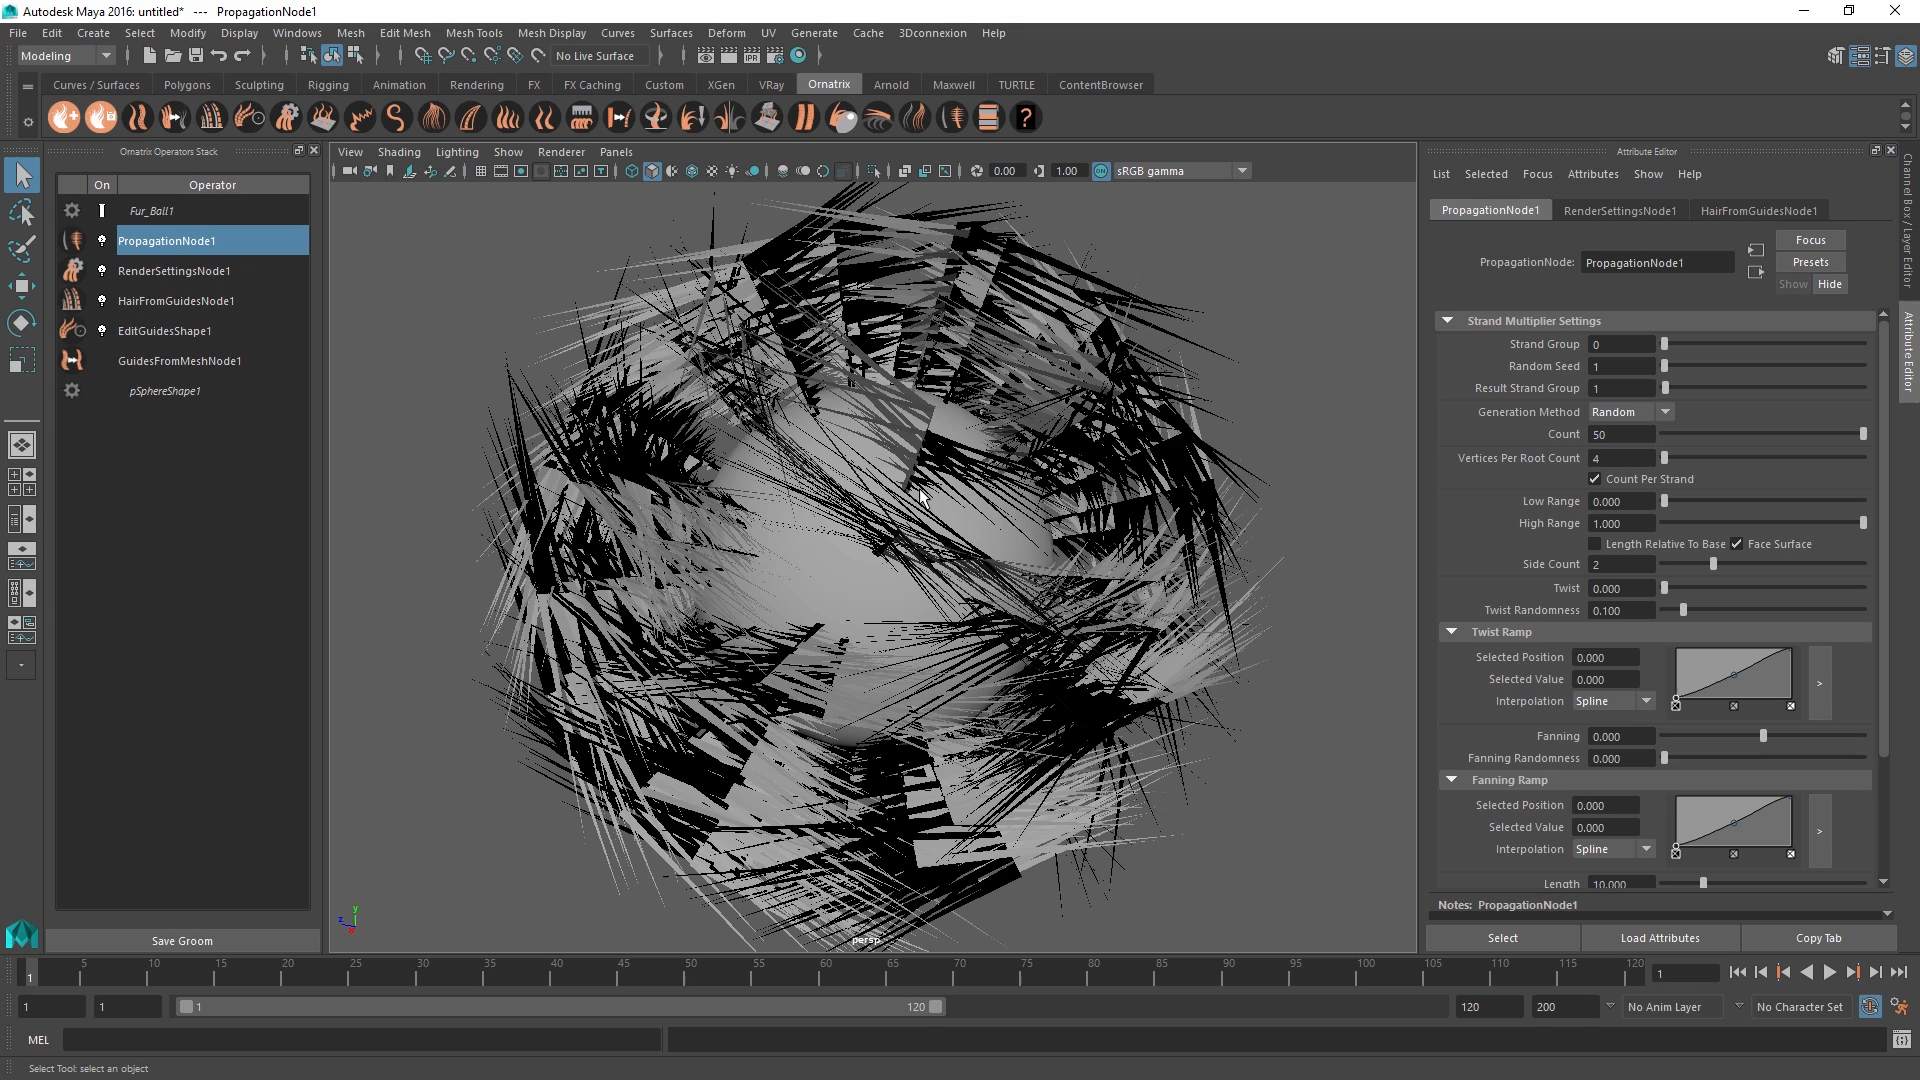 Autodesk Maya 2016: untitled* --- PropagationNode1
File Edit Create Select Modify Display Windows Mesh Edit Mesh Mesh Tools Mesh Display Curves Surfaces Deform UV Generate Cache 3Dconnexion Help
Modeling No Live Surface IPR
Curves / Surfaces Polygons Sculpting Rigging Animation Rendering FX FX Caching Custom XGen VRay Ornatrix Arnold Maxwell TURTLE ContentBrowser
?
Ornatrix Operators Stack
On Operator
Fur_Ball1
PropagationNode1
RenderSettingsNode1
HairFromGuidesNode1
EditGuidesShape1
GuidesFromMeshNode1
pSphereShape1
Save Groom
View Shading Lighting Show Renderer Panels
0.00 1.00 ON sRGB gamma
y
z
persp
Attribute Editor
List Selected Focus Attributes Show Help
PropagationNode1 RenderSettingsNode1 HairFromGuidesNode1
PropagationNode: PropagationNode1
Focus
Presets
Show Hide
Strand Multiplier Settings
Strand Group 0
Random Seed 1
Result Strand Group 1
Generation Method Random
Count 50
Vertices Per Root Count 4
Count Per Strand
Low Range 0.000
High Range 1.000
Length Relative To Base Face Surface
Side Count 2
Twist 0.000
Twist Randomness 0.100
Twist Ramp
Selected Position 0.000
Selected Value 0.000
Interpolation Spline
>
Fanning 0.000
Fanning Randomness 0.000
Fanning Ramp
Selected Position 0.000
Selected Value 0.000
Interpolation Spline
>
Length 10.000
Notes: PropagationNode1
Select Load Attributes Copy Tab
Channel Box / Layer Editor
Attribute Editor
1 5 10 15 20 25 30 35 40 45 50 55 60 65 70 75 80 85 90 95 100 105 110 115 120 1
1 1 1 120 120 200 No Anim Layer No Character Set
MEL
Select Tool: select an object